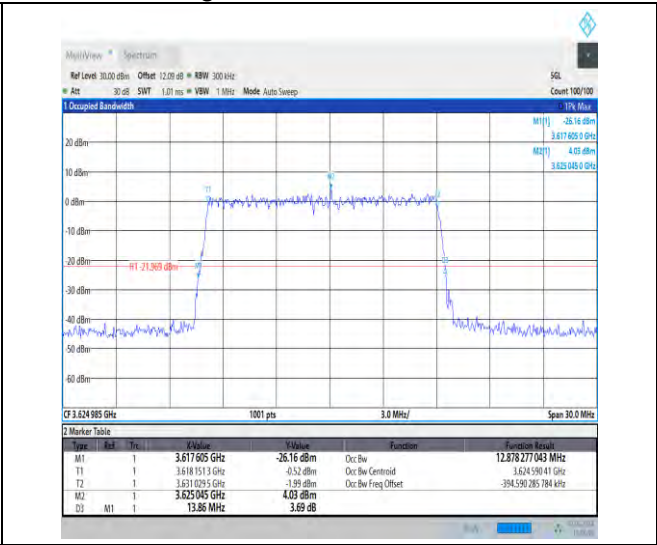 MultiView Spectrum
Ref Level 30.00 dBm Offset 12.09 dB RBW 300 kHz SGL
Att 30 dB SWT 1.01 ms VBW 1 MHz Mode Auto Sweep Count 100/100
1 Occupied Bandwidth 1Pk Max
M1[1] -26.16 dBm
3.617 605 0 GHz
20 dBm
M2[1] 4.03 dBm
3.625 045 0 GHz
10 dBm
M2
T1
0 dBm
-10 dBm
-20 dBm
H1 -21.969 dBm
M1
D3
-30 dBm
-40 dBm
-50 dBm
-60 dBm
CF 3.624 985 GHz 1001 pts 3.0 MHz/ Span 30.0 MHz
2 Marker Table
Type Ref Trc X-Value Y-Value Function Function Result
M1 1 3.617 605 GHz -26.16 dBm Occ Bw 12.878 277 043 MHz
T1 1 3.618 151 3 GHz -0.52 dBm Occ Bw Centroid 3.624 590 41 GHz
T2 1 3.631 029 5 GHz -1.99 dBm Occ Bw Freq Offset -394.590 285 784 kHz
M2 1 3.625 045 GHz 4.03 dBm
D3 M1 1 13.86 MHz 3.69 dB